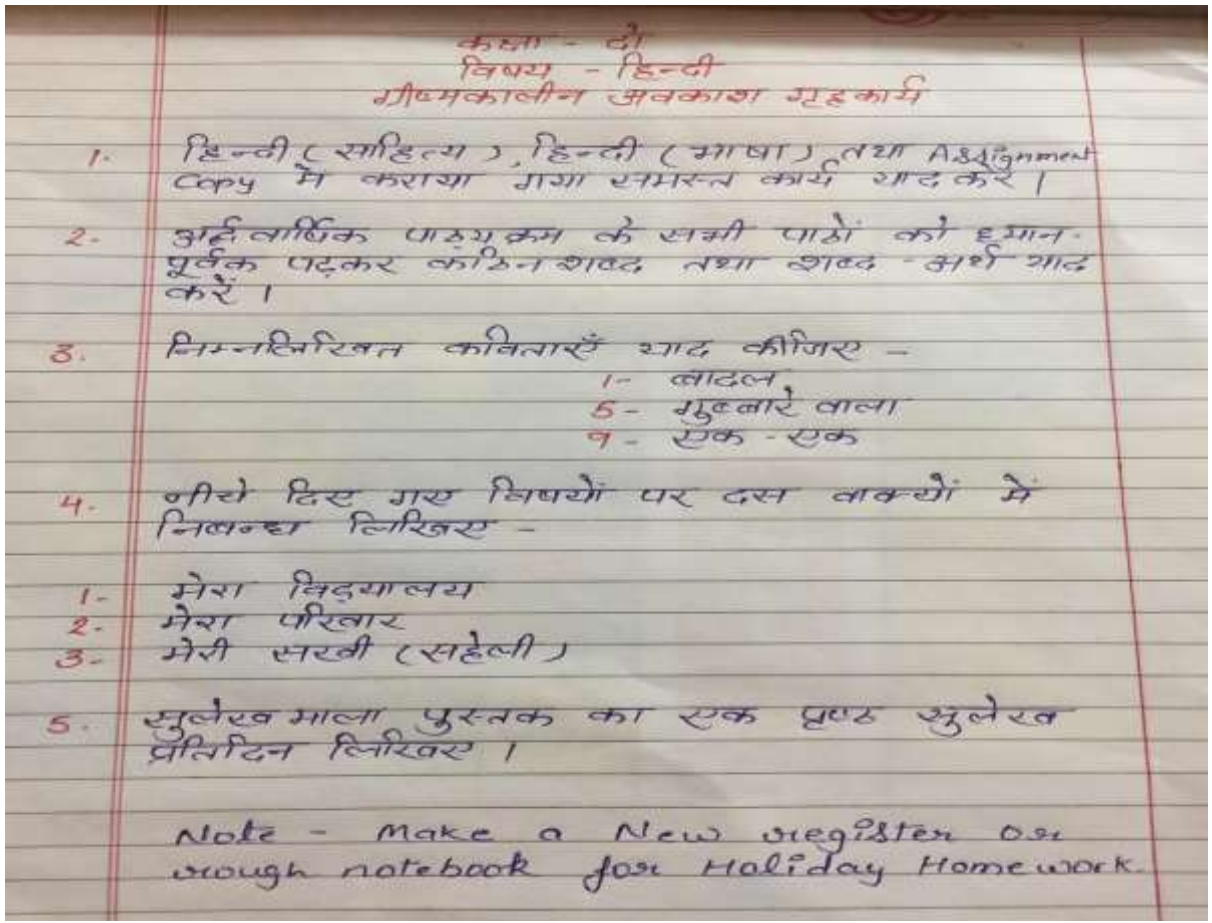 कक्षा - दो
विषय - हिन्दी
ग्रीष्मकालीन अवकाश गृहकार्य
1. हिन्दी (साहित्य), हिन्दी (भाषा) तथा Assignment
Copy में कराया गया समस्त कार्य याद करें ।
2- अर्द्धवार्षिक पाठ्यक्रम के सभी पाठों को ध्यान-
पूर्वक पढ़कर कठिन शब्द तथा शब्द-अर्थ याद
करें ।
3. निम्नलिखित कविताएँ याद कीजिए -
1- बादल
5- गुब्बारे वाला
9- एक-एक
4. नीचे दिए गए विषयों पर दस वाक्यों में
निबन्ध लिखिए -
1- मेरा विद्यालय
2- मेरा परिवार
3- मेरी सखी (सहेली)
5. सुलेख माला पुस्तक का एक पृष्ठ सुलेख
प्रतिदिन लिखिए ।
Note - Make a New register or
rough notebook for Holiday Homework.